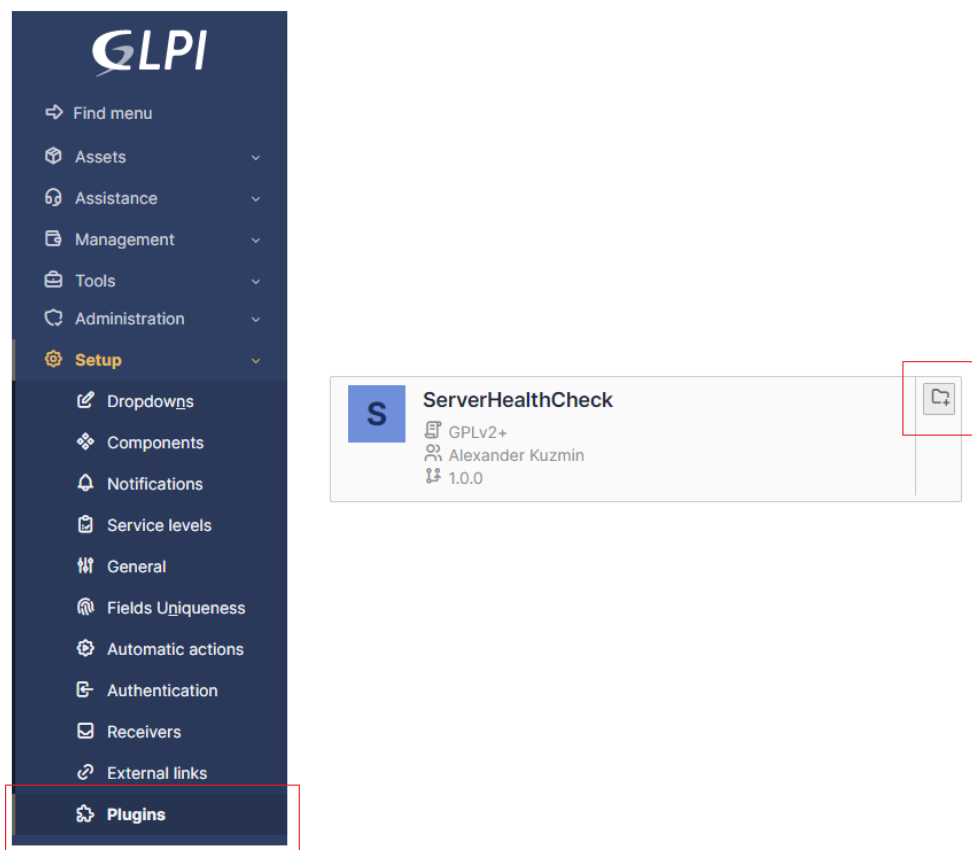 GLPI
Find menu
Assets
Assistance
Management
Tools
Administration
Setup
Dropdowns
Components
Notifications
Service levels
General
Fields Uniqueness
Automatic actions
Authentication
Receivers
External links
Plugins
S
ServerHealthCheck
GPLv2+
Alexander Kuzmin
1.0.0